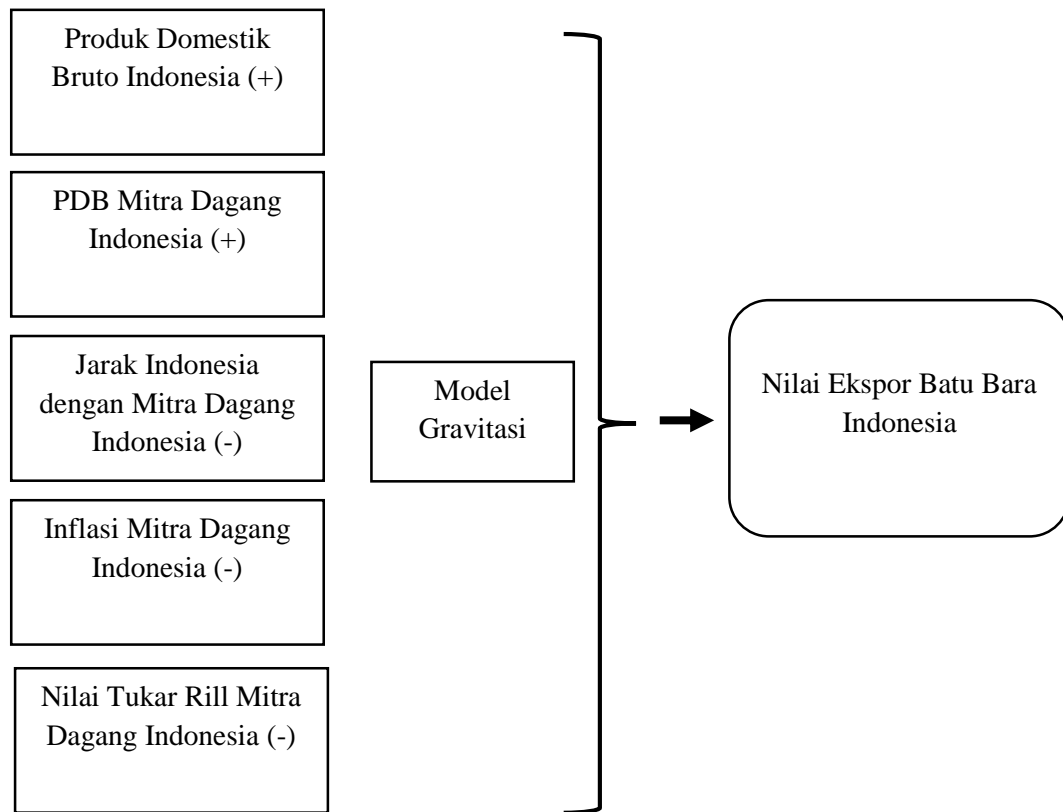 Produk Domestik
Bruto Indonesia (+)
PDB Mitra Dagang
Indonesia (+)
Jarak Indonesia
dengan Mitra Dagang
Indonesia (-)
Inflasi Mitra Dagang
Indonesia (-)
Nilai Tukar Rill Mitra
Dagang Indonesia (-)
Model
Gravitasi
Nilai Ekspor Batu Bara
Indonesia